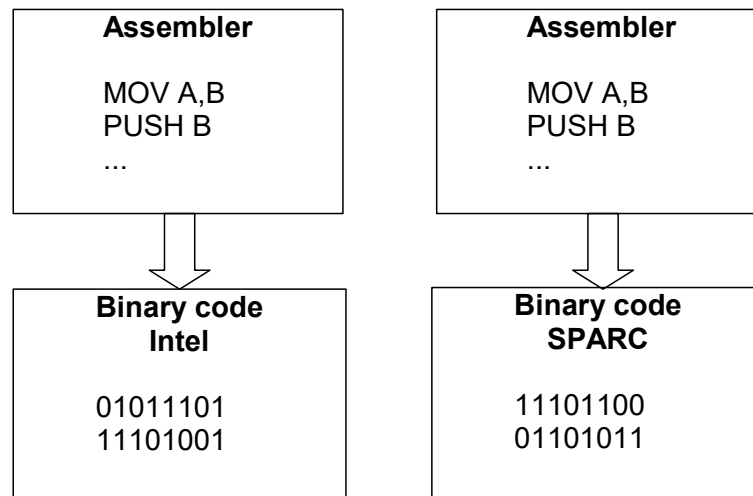 Assembler
MOV A,B
PUSH B
...
Binary code
Intel
01011101
11101001
Assembler
MOV A,B
PUSH B
...
Binary code
SPARC
11101100
01101011